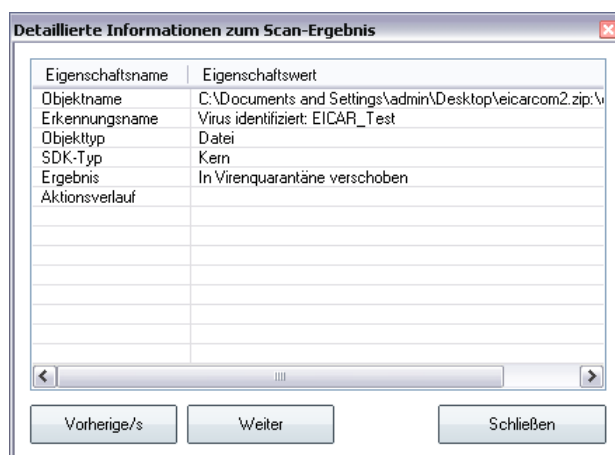 Detaillierte Informationen zum Scan-Ergebnis
Eigenschaftsname Eigenschaftswert
Objektname C:\Documents and Settings\admin\Desktop\eicarcom2.zip:\
Erkennungsname Virus identifiziert: EICAR_Test
Objekttyp Datei
SDK-Typ Kern
Ergebnis In Virenquarantäne verschoben
Aktionsverlauf
Vorherige/s Weiter Schließen